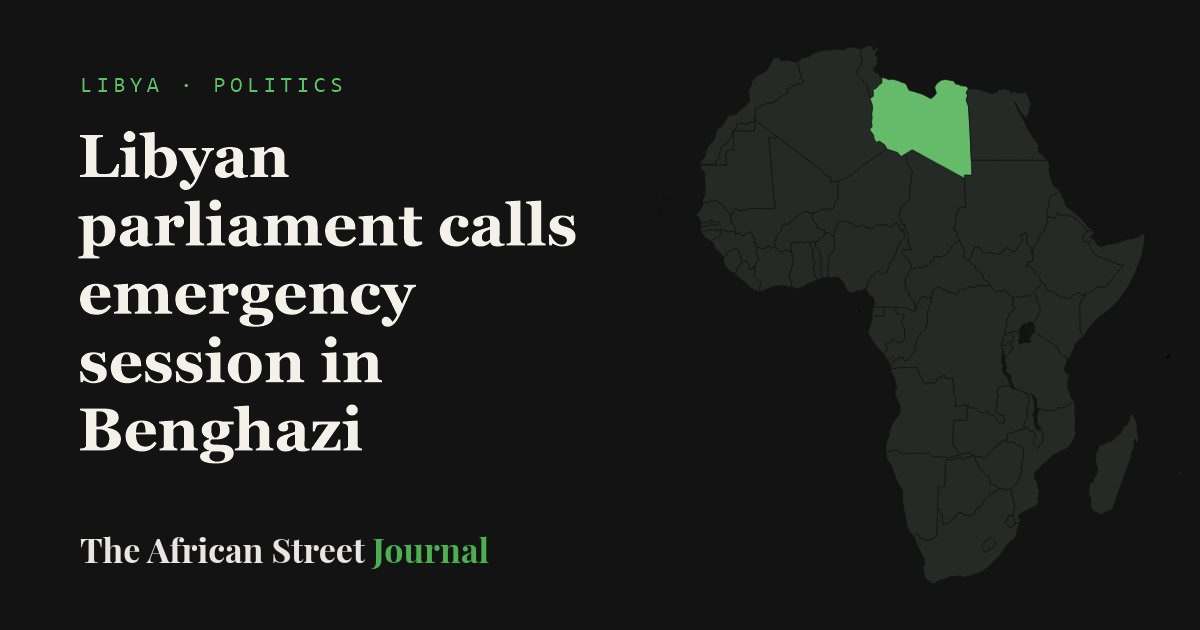 LIBYA · POLITICS
Libyan
parliament calls
emergency
session in
Benghazi
The African Street Journal